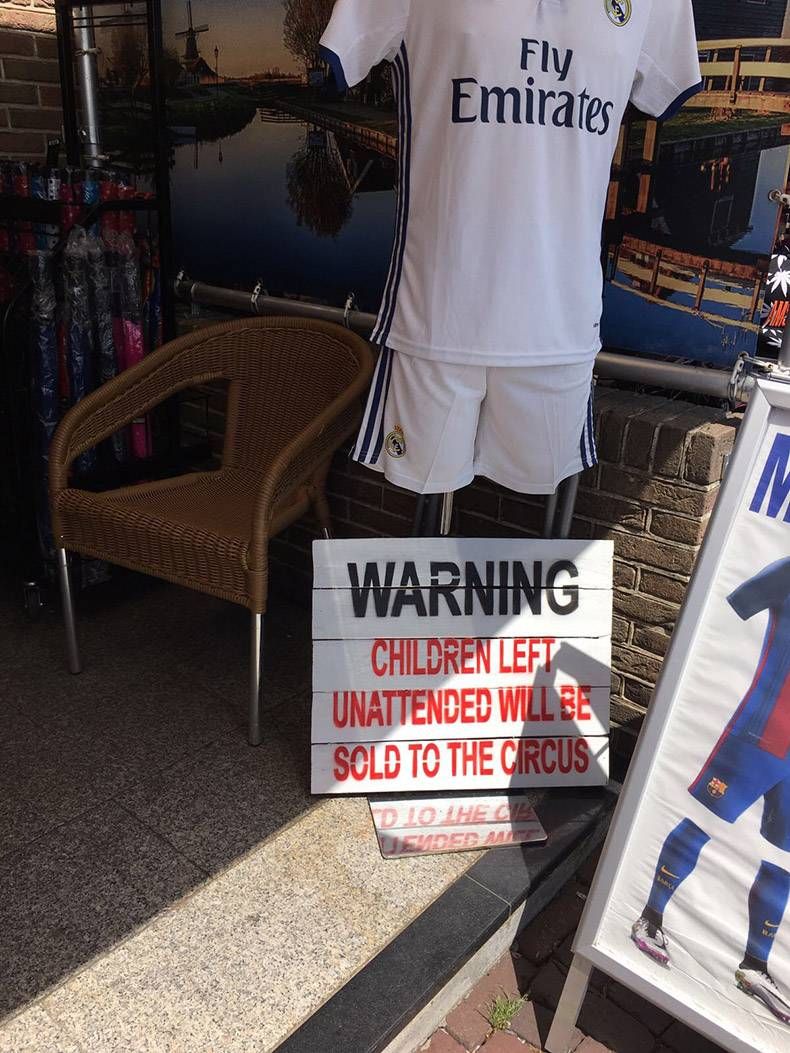 Fly
Emirates
WARNING
CHILDREN LEFT
UNATTENDED WILL BE
SOLD TO THE CIRCUS
M